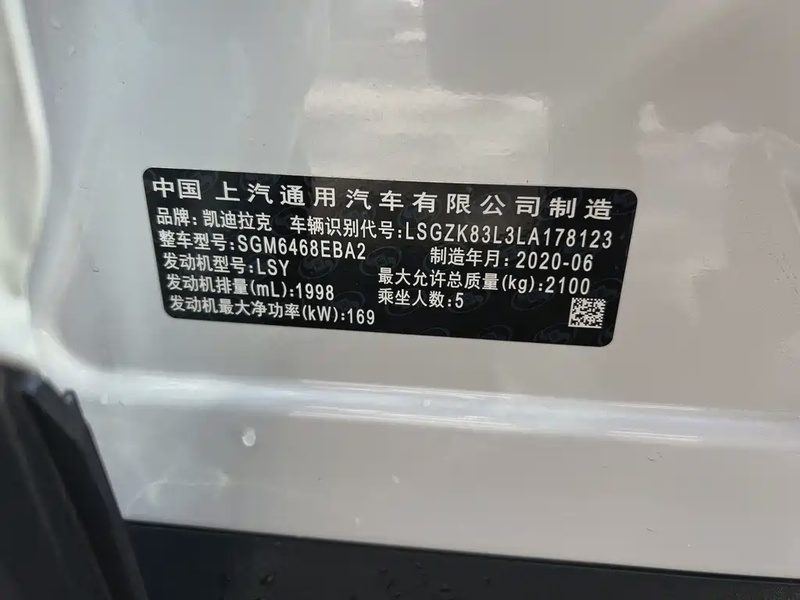 中国 上汽通用汽车有限公司制造
品牌:凯迪拉克 车辆识别代号:LSGZK83L3LA178123
整车型号:SGM6468EBA2 制造年月:2020-06
发动机型号:LSY 最大允许总质量(kg):2100
发动机排量(mL):1998 乘坐人数:5
发动机最大净功率(kW):169